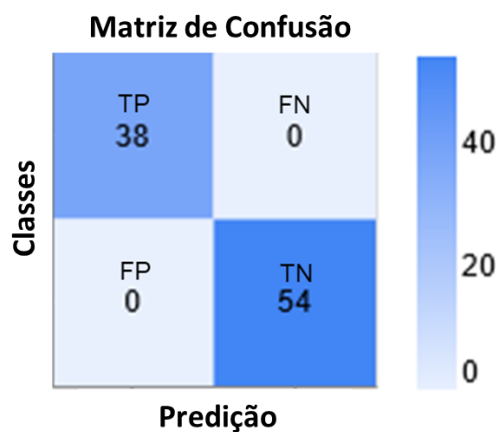 Matriz de Confusão
Classes
TP
38
FN
0
FP
0
TN
54
40
20
0
Predição